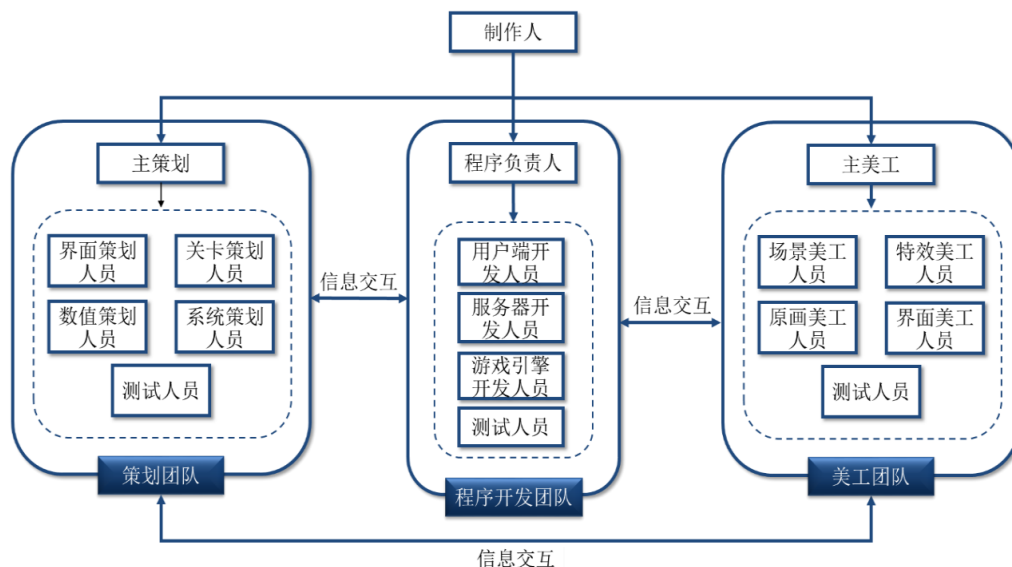 制作人
主策划
程序负责人
主美工
界面策划
人员
关卡策划
人员
数值策划
人员
系统策划
人员
测试人员
策划团队
信息交互
用户端开
发人员
服务器开
发人员
游戏引擎
开发人员
测试人员
程序开发团队
信息交互
场景美工
人员
特效美工
人员
原画美工
人员
界面美工
人员
测试人员
美工团队
信息交互